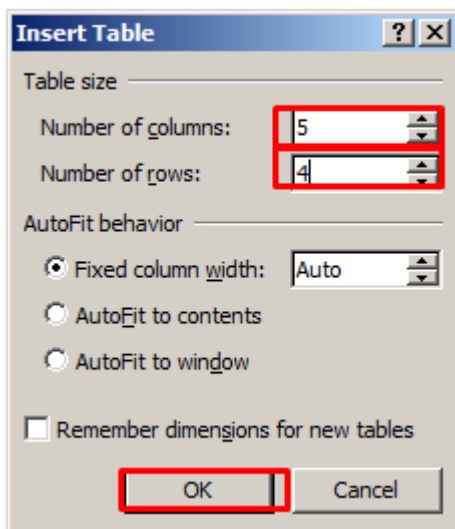 Insert Table
Table size
Number of columns: 5
Number of rows: 4
AutoFit behavior
Fixed column width: Auto
AutoFit to contents
AutoFit to window
Remember dimensions for new tables
OK Cancel